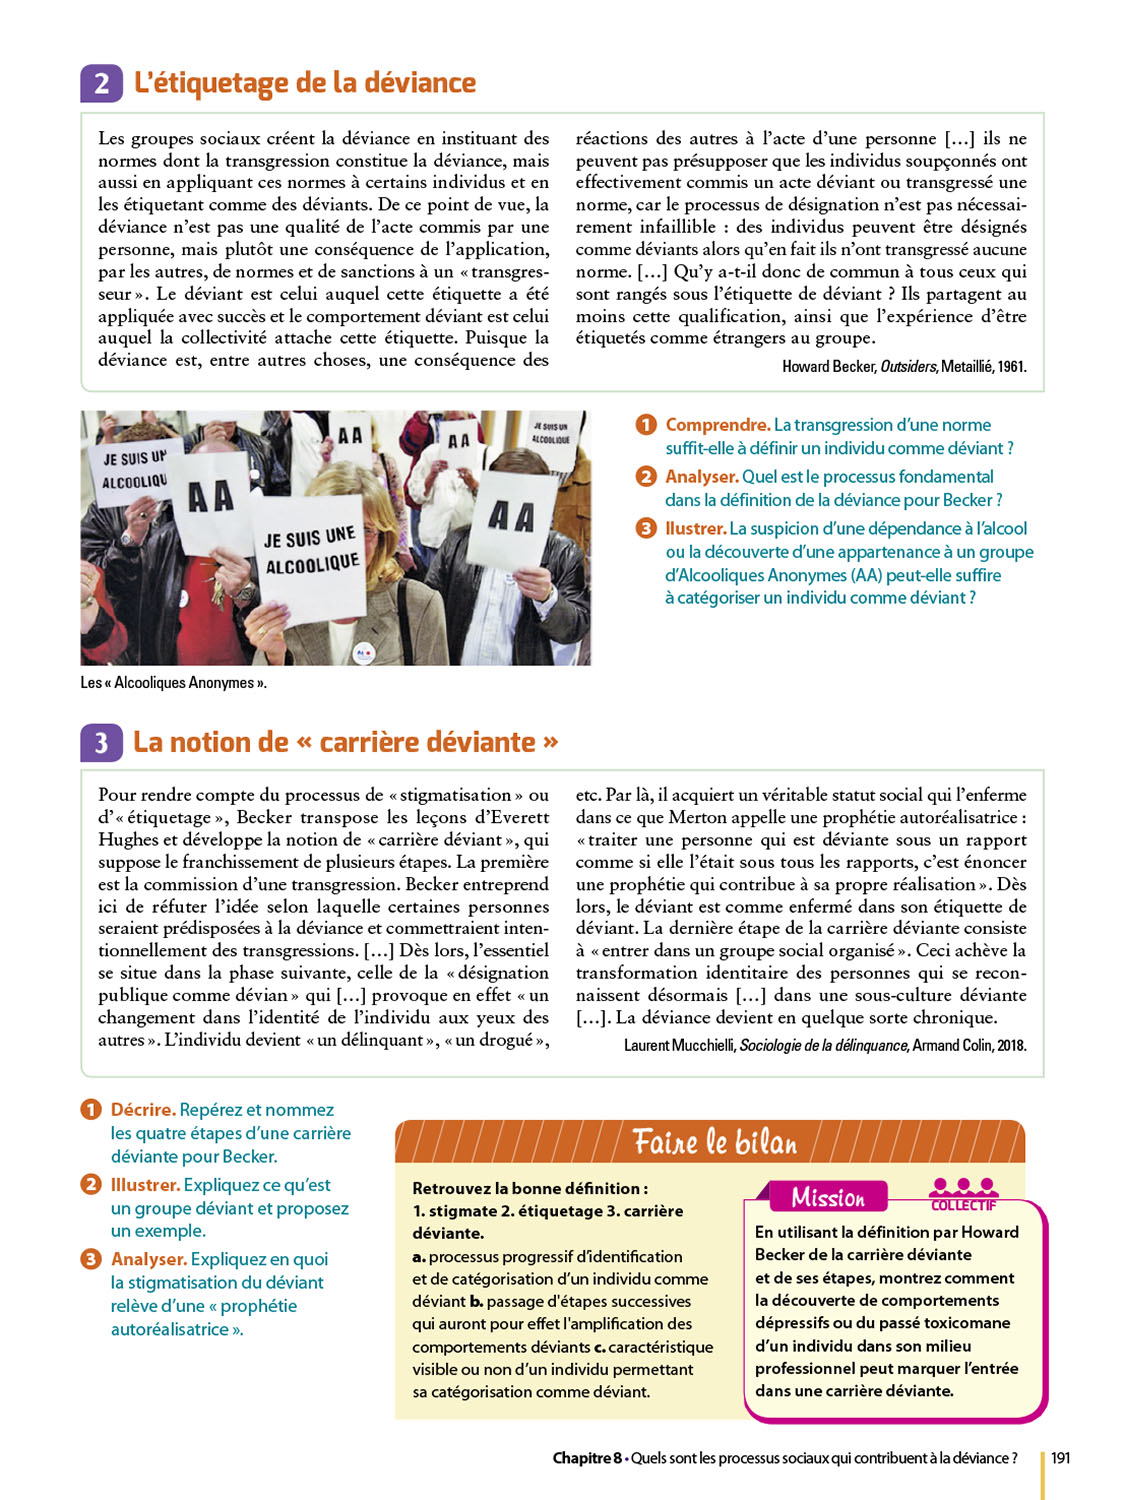 2 L'étiquetage de la déviance
Les groupes sociaux créent la déviance en instituant des
normes dont la transgression constitue la déviance, mais
aussi en appliquant ces normes à certains individus et en
les étiquetant comme des déviants. De ce point de vue, la
déviance n'est pas une qualité de l'acte commis par une
personne, mais plutôt une conséquence de l'application,
par les autres, de normes et de sanctions à un « transgres-
seur ». Le déviant est celui auquel cette étiquette a été
appliquée avec succès et le comportement déviant est celui
auquel la collectivité attache cette étiquette. Puisque la
déviance est, entre autres choses, une conséquence des
réactions des autres à l'acte d'une personne […] ils ne
peuvent pas présupposer que les individus soupçonnés ont
effectivement commis un acte déviant ou transgressé une
norme, car le processus de désignation n'est pas nécessai-
rement infaillible : des individus peuvent être désignés
comme déviants alors qu'en fait ils n'ont transgressé aucune
norme. […] Qu'y a-t-il donc de commun à tous ceux qui
sont rangés sous l'étiquette de déviant ? Ils partagent au
moins cette qualification, ainsi que l'expérience d'être
étiquetés comme étrangers au groupe.
Howard Becker, Outsiders, Metaillié, 1961.
JE SUIS UN
ALCOOLIQU
AA
JE SUIS UNE
ALCOOLIQUE
AA
AA
JE SUIS UN
ALCOOLIQUE
AA
Les « Alcooliques Anonymes ».
1 Comprendre. La transgression d'une norme
suffit-elle à définir un individu comme déviant ?
2 Analyser. Quel est le processus fondamental
dans la définition de la déviance pour Becker ?
3 Ilustrer. La suspicion d'une dépendance à l'alcool
ou la découverte d'une appartenance à un groupe
d'Alcooliques Anonymes (AA) peut-elle suffire
à catégoriser un individu comme déviant ?
3 La notion de « carrière déviante »
Pour rendre compte du processus de « stigmatisation » ou
d'« étiquetage », Becker transpose les leçons d'Everett
Hughes et développe la notion de « carrière déviant », qui
suppose le franchissement de plusieurs étapes. La première
est la commission d'une transgression. Becker entreprend
ici de réfuter l'idée selon laquelle certaines personnes
seraient prédisposées à la déviance et commettraient inten-
tionnellement des transgressions. […] Dès lors, l'essentiel
se situe dans la phase suivante, celle de la « désignation
publique comme dévian » qui […] provoque en effet « un
changement dans l'identité de l'individu aux yeux des
autres ». L'individu devient « un délinquant », « un drogué »,
etc. Par là, il acquiert un véritable statut social qui l'enferme
dans ce que Merton appelle une prophétie autoréalisatrice :
« traiter une personne qui est déviante sous un rapport
comme si elle l'était sous tous les rapports, c'est énoncer
une prophétie qui contribue à sa propre réalisation ». Dès
lors, le déviant est comme enfermé dans son étiquette de
déviant. La dernière étape de la carrière déviante consiste
à « entrer dans un groupe social organisé ». Ceci achève la
transformation identitaire des personnes qui se recon-
naissent désormais […] dans une sous-culture déviante
[…]. La déviance devient en quelque sorte chronique.
Laurent Mucchielli, Sociologie de la délinquance, Armand Colin, 2018.
1 Décrire. Repérez et nommez
les quatre étapes d'une carrière
déviante pour Becker.
2 Illustrer. Expliquez ce qu'est
un groupe déviant et proposez
un exemple.
3 Analyser. Expliquez en quoi
la stigmatisation du déviant
relève d'une « prophétie
autoréalisatrice ».
Faire le bilan
Retrouvez la bonne définition :
1. stigmate 2. étiquetage 3. carrière
déviante.
a. processus progressif d'identification
et de catégorisation d'un individu comme
déviant b. passage d'étapes successives
qui auront pour effet l'amplification des
comportements déviants c. caractéristique
visible ou non d'un individu permettant
sa catégorisation comme déviant.
Mission
COLLECTIF
En utilisant la définition par Howard
Becker de la carrière déviante
et de ses étapes, montrez comment
la découverte de comportements
dépressifs ou du passé toxicomane
d'un individu dans son milieu
professionnel peut marquer l'entrée
dans une carrière déviante.
Chapitre 8 • Quels sont les processus sociaux qui contribuent à la déviance ? 191